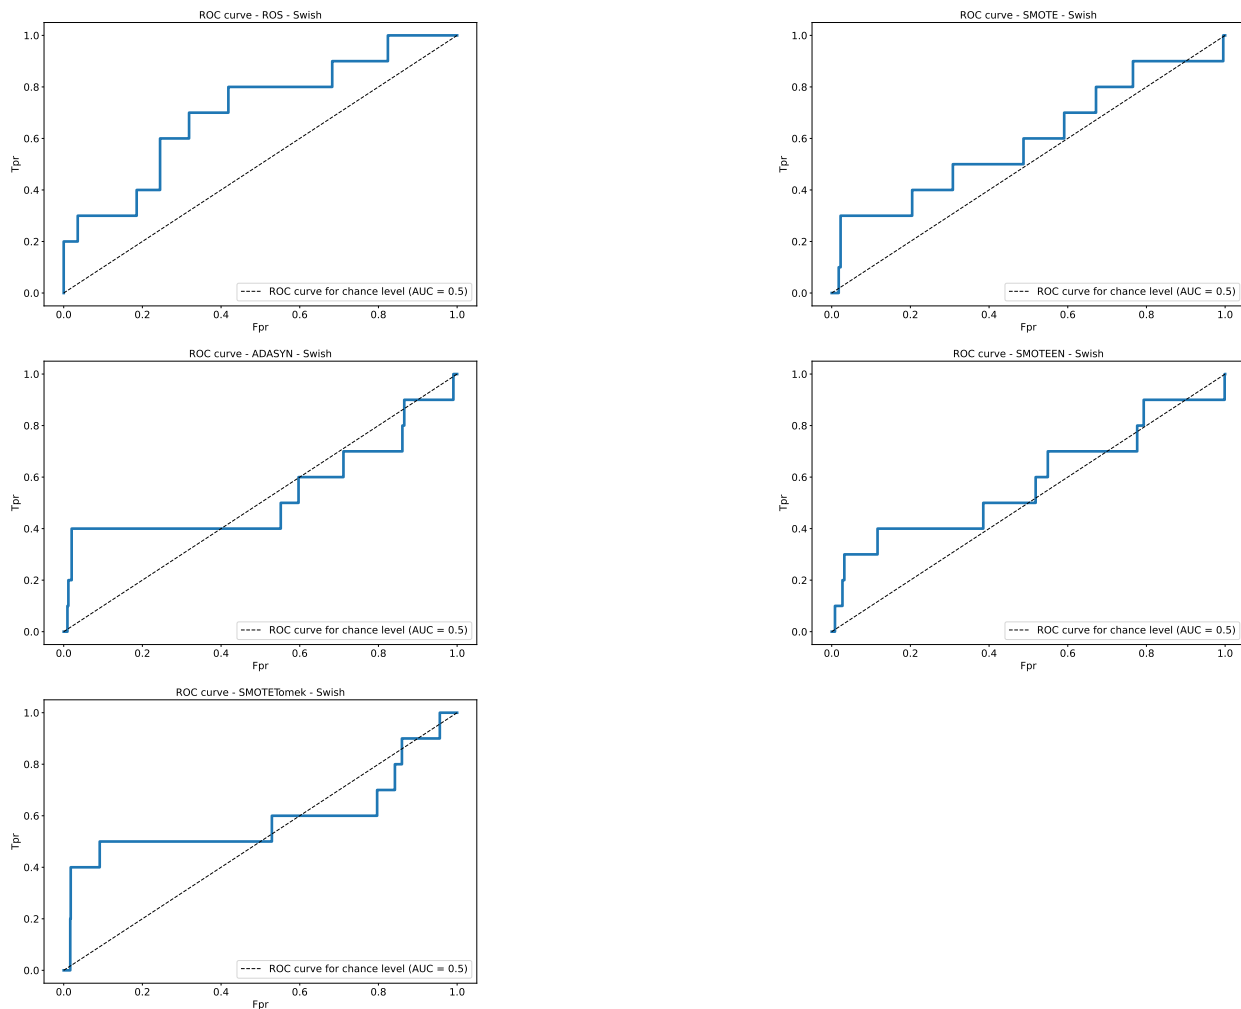 ROC curve - ROS - Swish
1.0
0.8
0.6
0.4
0.2
0.0
Tpr
ROC curve for chance level (AUC = 0.5)
0.0 0.2 0.4 0.6 0.8 1.0
Fpr
ROC curve - SMOTE - Swish
1.0
0.8
0.6
0.4
0.2
0.0
Tpr
ROC curve for chance level (AUC = 0.5)
0.0 0.2 0.4 0.6 0.8 1.0
Fpr
ROC curve - ADASYN - Swish
1.0
0.8
0.6
0.4
0.2
0.0
Tpr
ROC curve for chance level (AUC = 0.5)
0.0 0.2 0.4 0.6 0.8 1.0
Fpr
ROC curve - SMOTEEN - Swish
1.0
0.8
0.6
0.4
0.2
0.0
Tpr
ROC curve for chance level (AUC = 0.5)
0.0 0.2 0.4 0.6 0.8 1.0
Fpr
ROC curve - SMOTETomek - Swish
1.0
0.8
0.6
0.4
0.2
0.0
Tpr
ROC curve for chance level (AUC = 0.5)
0.0 0.2 0.4 0.6 0.8 1.0
Fpr